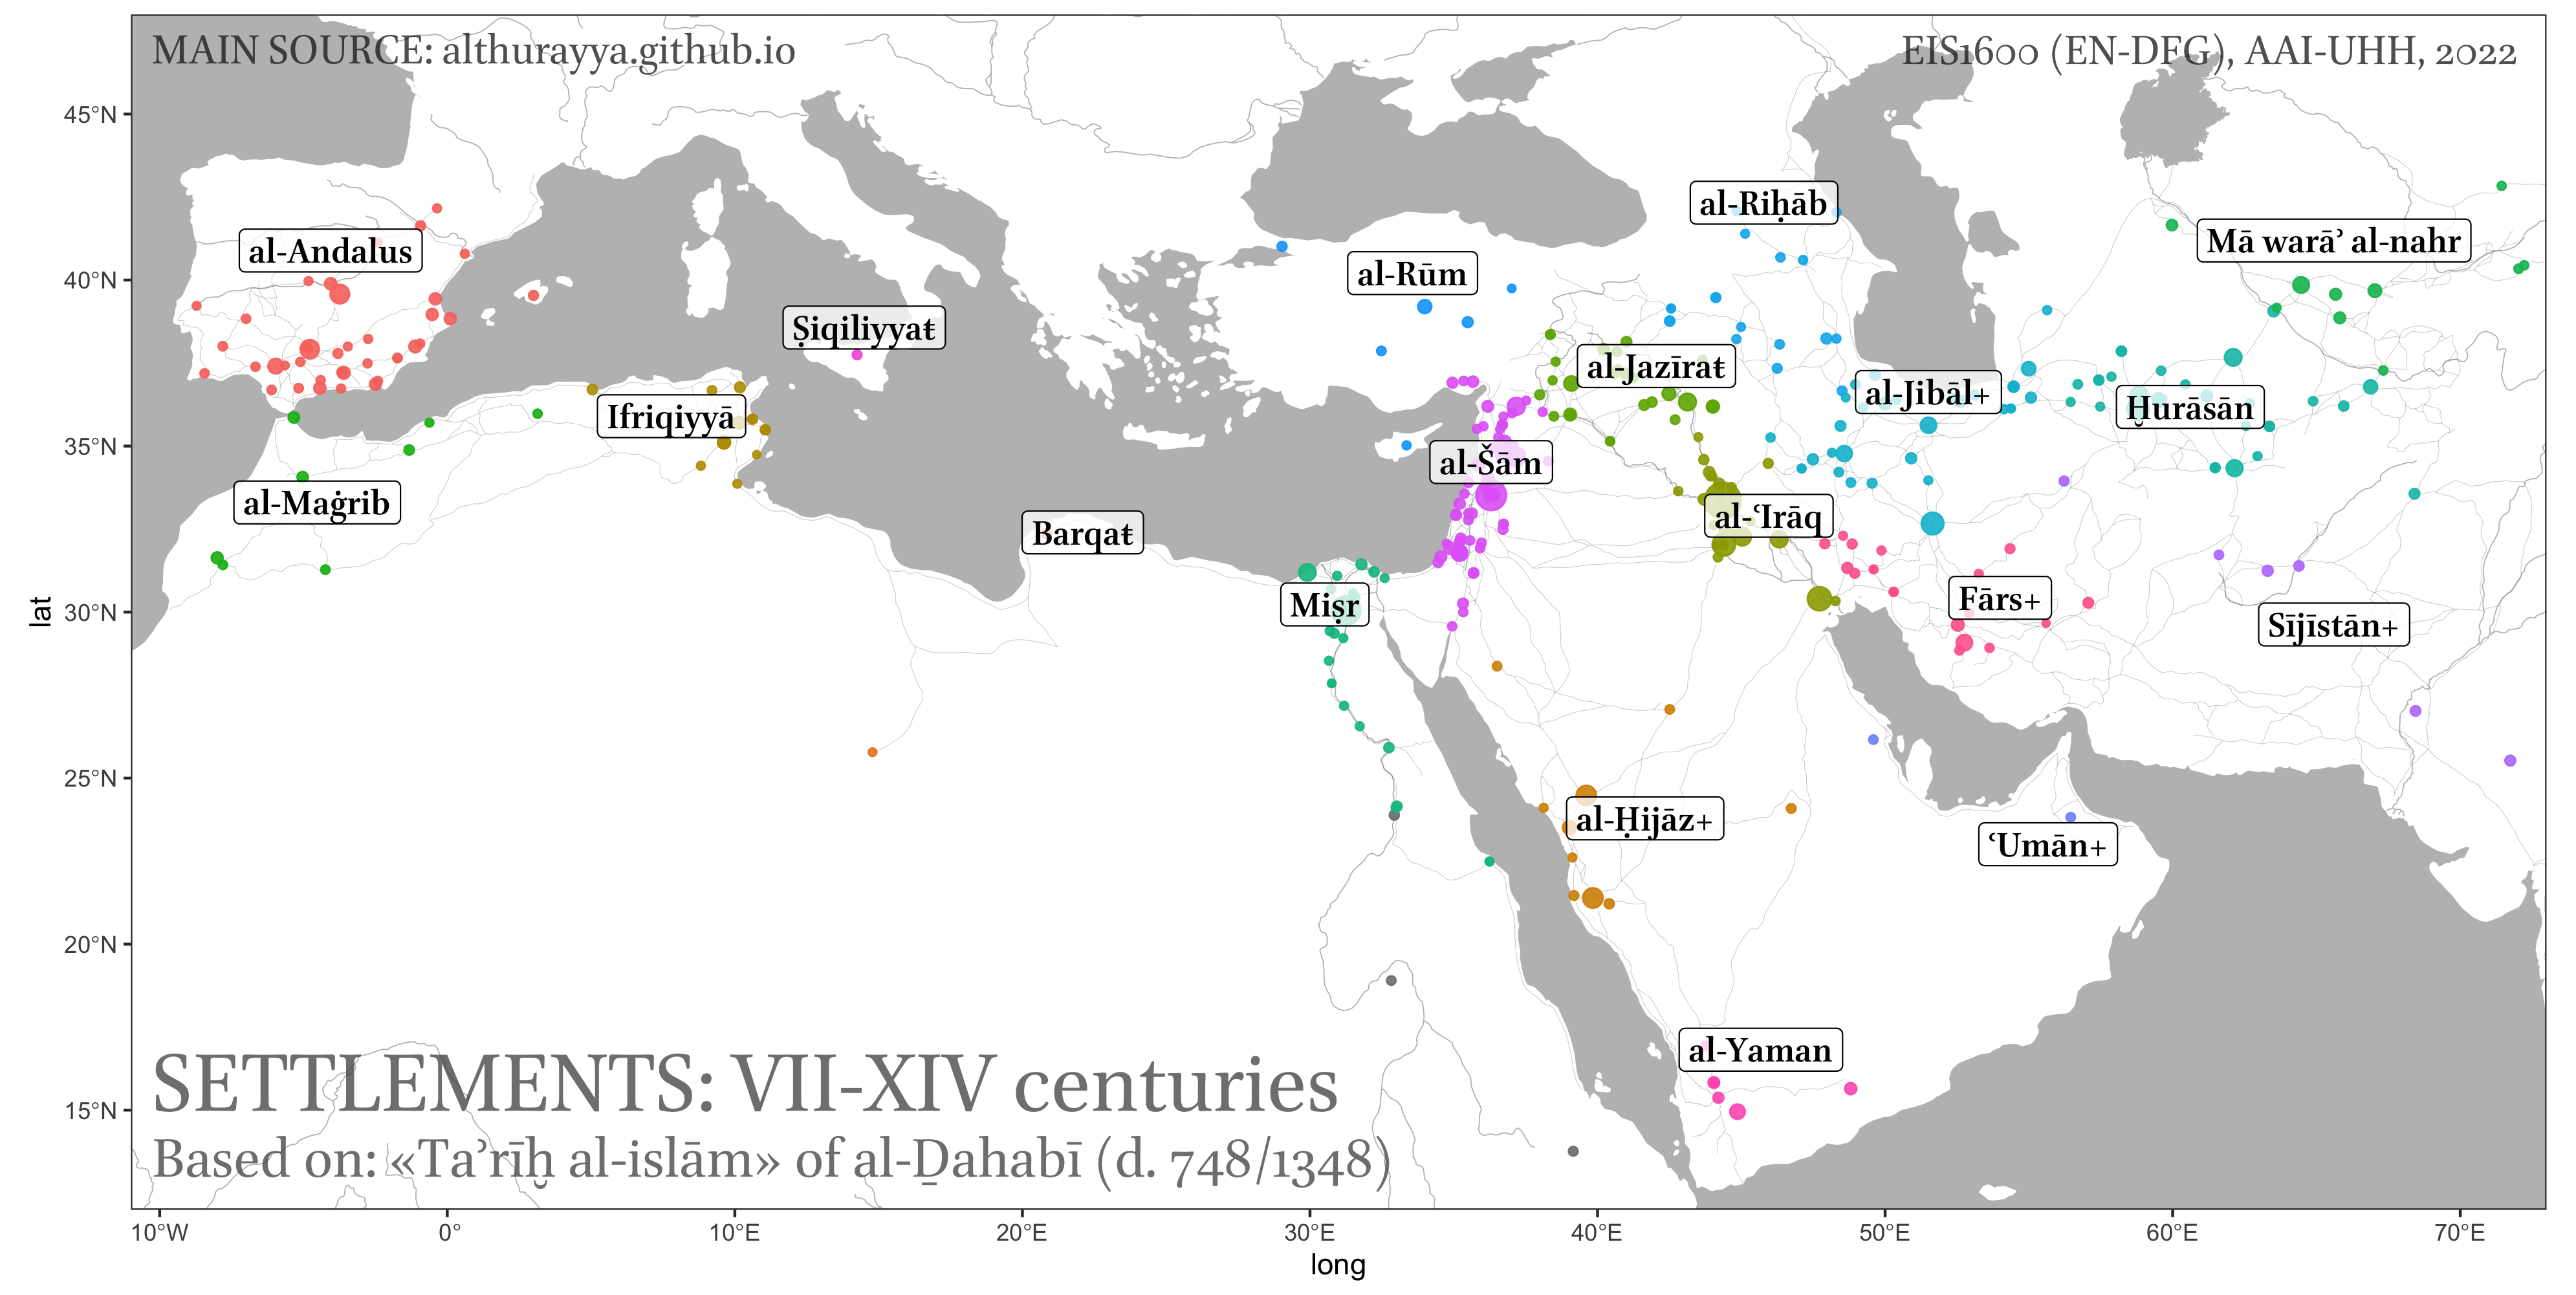 MAIN SOURCE: althurayya.github.io
EIS1600 (EN-DFG), AAI-UHH, 2022
45°N
al-Riḥāb
Mā warāʾ al-nahr
al-Andalus
40°N
al-Rūm
Ṣiqiliyyaŧ
al-Jazīraŧ
al-Jibāl+
Ḫurāsān
Ifriqiyyā
35°N
al-Šām
al-Maġrib
al-ʿIrāq
Barqaŧ
Miṣr
Fārs+
30°N
lat
Sījīstān+
25°N
al-Ḥijāz+
ʿUmān+
20°N
al-Yaman
SETTLEMENTS: VII-XIV centuries
15°N
Based on: «Taʾrīḫ al-islām» of al-Ḏahabī (d. 748/1348)
10°W 0° 10°E 20°E 30°E 40°E 50°E 60°E 70°E
long